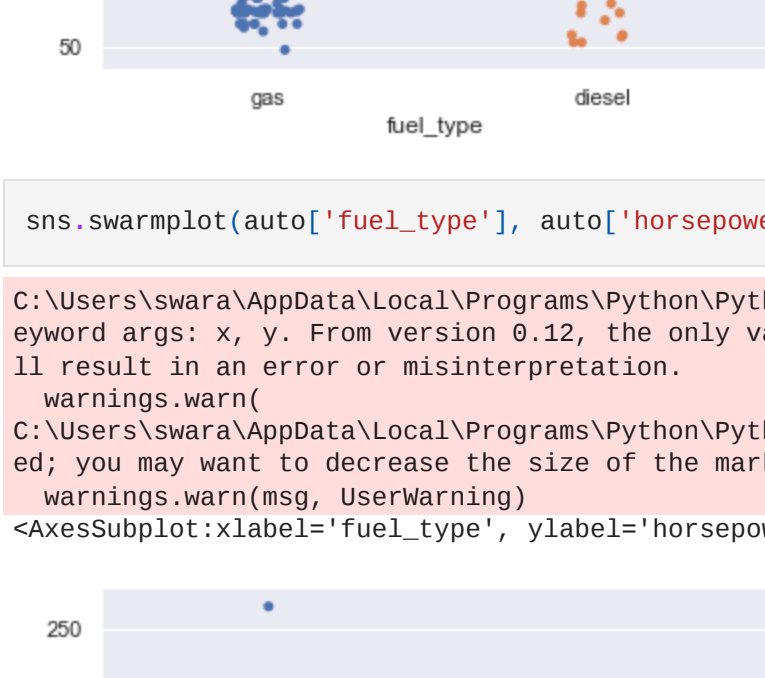 50
gas diesel
fuel_type
sns.swarmplot(auto['fuel_type'], auto['horsepowe
C:\Users\swara\AppData\Local\Programs\Python\Pyth
eyword args: x, y. From version 0.12, the only va
ll result in an error or misinterpretation.
  warnings.warn(
C:\Users\swara\AppData\Local\Programs\Python\Pyth
ed; you may want to decrease the size of the mark
  warnings.warn(msg, UserWarning)
<AxesSubplot:xlabel='fuel_type', ylabel='horsepow
250